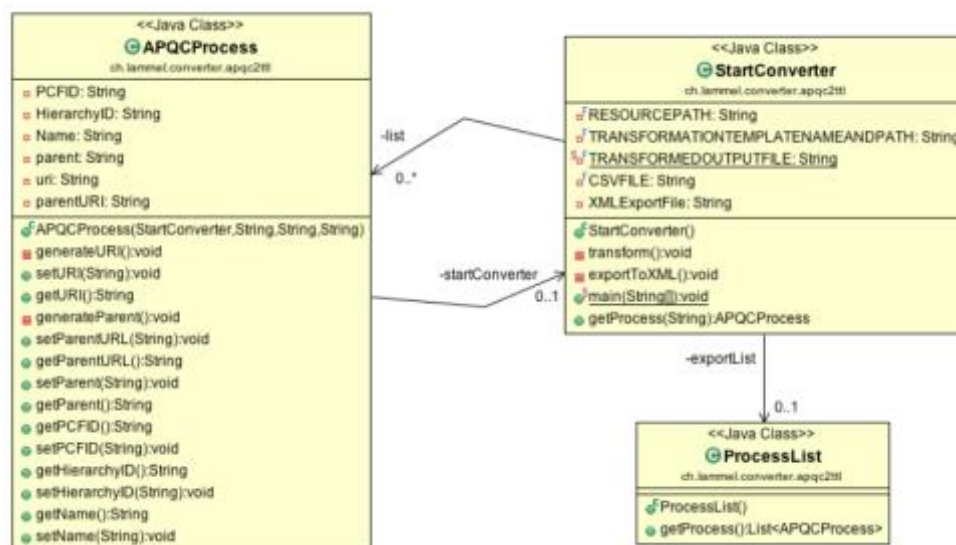 <<Java Class>>
APQCProcess
ch.lammel.converter.apqc2ttl
PCFID: String
HierarchyID: String
Name: String
parent: String
uri: String
parentURI: String
APQCProcess(StartConverter,String,String,String)
generateURI():void
setURI(String):void
getURI():String
generateParent():void
setParentURL(String):void
getParentURL():String
setParent(String):void
getParent():String
getPCFID():String
setPCFID(String):void
getHierarchyID():String
setHierarchyID(String):void
getName():String
setName(String):void
-list
0..*
-startConverter
0..1
<<Java Class>>
StartConverter
ch.lammel.converter.apqc2ttl
RESOURCEPATH: String
TRANSFORMATIONTEMPLATENAMEANDPATH: String
TRANSFORMEDOUTPUTFILE: String
CSVFILE: String
XMLExportFile: String
StartConverter()
transform():void
exportToXML():void
main(String[]):void
getProcess(String):APQCProcess
-exportList
0..1
<<Java Class>>
ProcessList
ch.lammel.converter.apqc2ttl
ProcessList()
getProcess():List<APQCProcess>